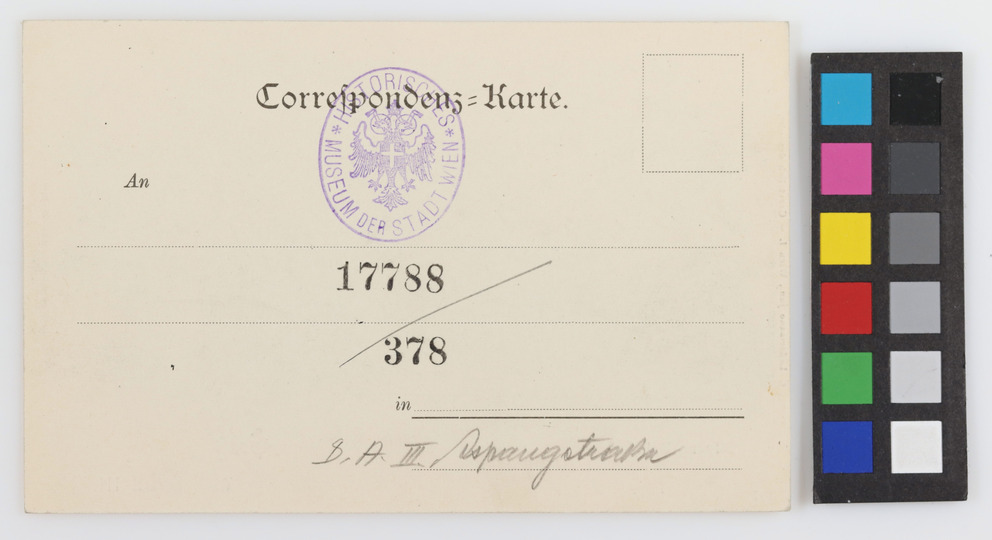 Correſpondenz=Karte.
* HISTORISCHES *
MUSEUM DER STADT WIEN
An
17788
378
in
III. Aspangstraße